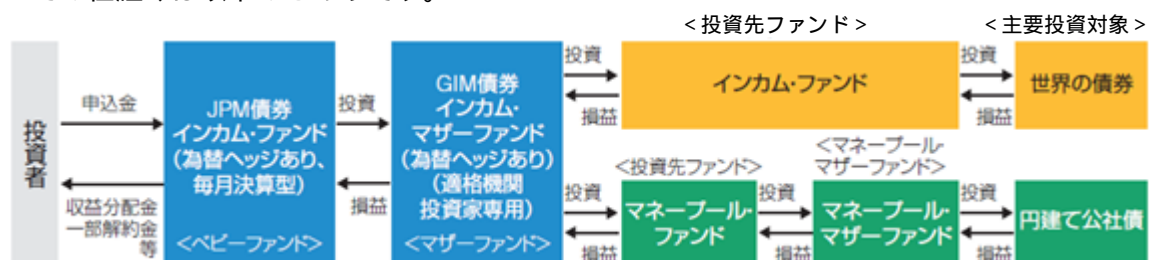 <投資先ファンド>
<主要投資対象>
投資者
申込金
収益分配金
一部解約金
等
JPM債券
インカム・ファンド
(為替ヘッジあり、
毎月決算型)
<ベビーファンド>
投資
損益
GIM債券
インカム・
マザーファンド
(為替ヘッジあり)
(適格機関
投資家専用)
<マザーファンド>
投資
損益
インカム・ファンド
投資
損益
世界の債券
投資
損益
<投資先ファンド>
マネープール・
ファンド
投資
損益
<マネープール・
マザーファンド>
マネープール・
マザーファンド
投資
損益
円建て公社債